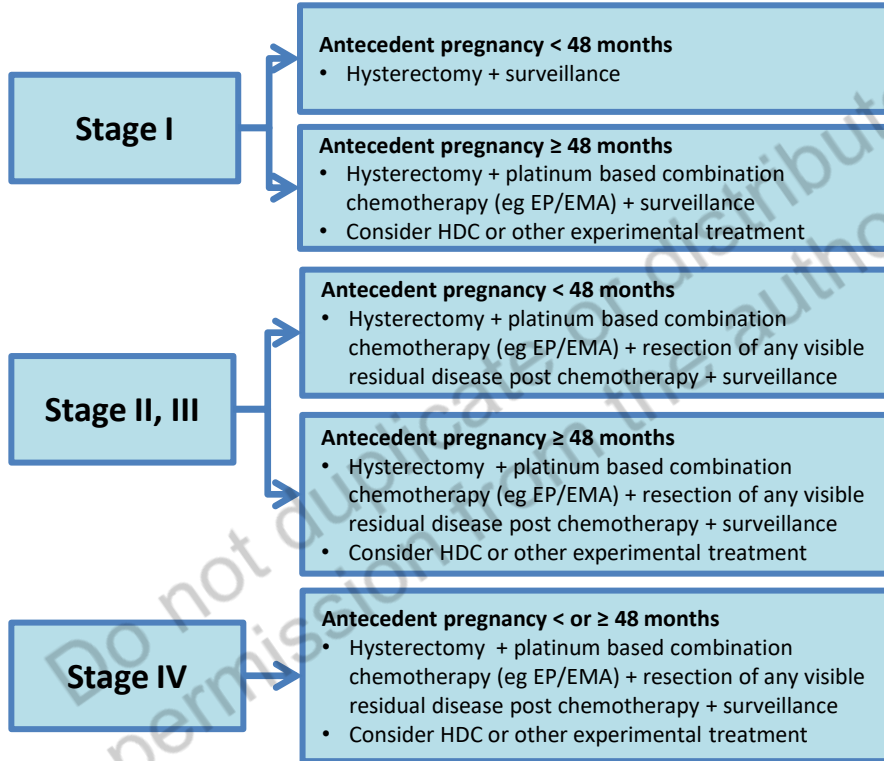 Stage I
Antecedent pregnancy < 48 months
• Hysterectomy + surveillance
Antecedent pregnancy ≥ 48 months
• Hysterectomy + platinum based combination
chemotherapy (eg EP/EMA) + surveillance
• Consider HDC or other experimental treatment
Stage II, III
Antecedent pregnancy < 48 months
• Hysterectomy + platinum based combination
chemotherapy (eg EP/EMA) + resection of any visible
residual disease post chemotherapy + surveillance
Antecedent pregnancy ≥ 48 months
• Hysterectomy + platinum based combination
chemotherapy (eg EP/EMA) + resection of any visible
residual disease post chemotherapy + surveillance
• Consider HDC or other experimental treatment
Stage IV
Antecedent pregnancy < or ≥ 48 months
• Hysterectomy + platinum based combination
chemotherapy (eg EP/EMA) + resection of any visible
residual disease post chemotherapy + surveillance
• Consider HDC or other experimental treatment
Do not duplicate or distribute
permission from the autho